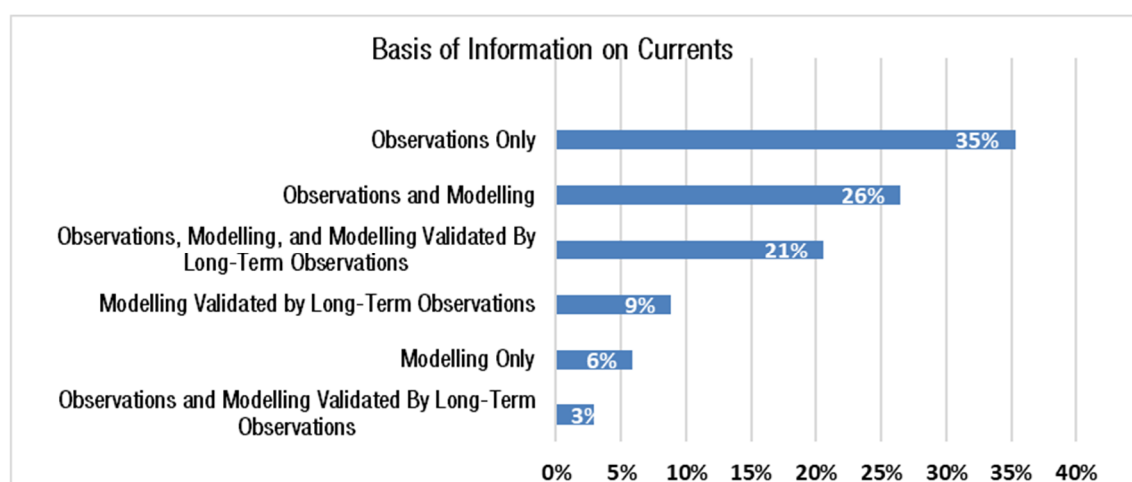 Basis of Information on Currents
Observations Only
35%
Observations and Modelling
26%
Observations, Modelling, and Modelling Validated By
Long-Term Observations
21%
Modelling Validated by Long-Term Observations
9%
Modelling Only
6%
Observations and Modelling Validated By Long-Term
Observations
3%
0% 5% 10% 15% 20% 25% 30% 35% 40%